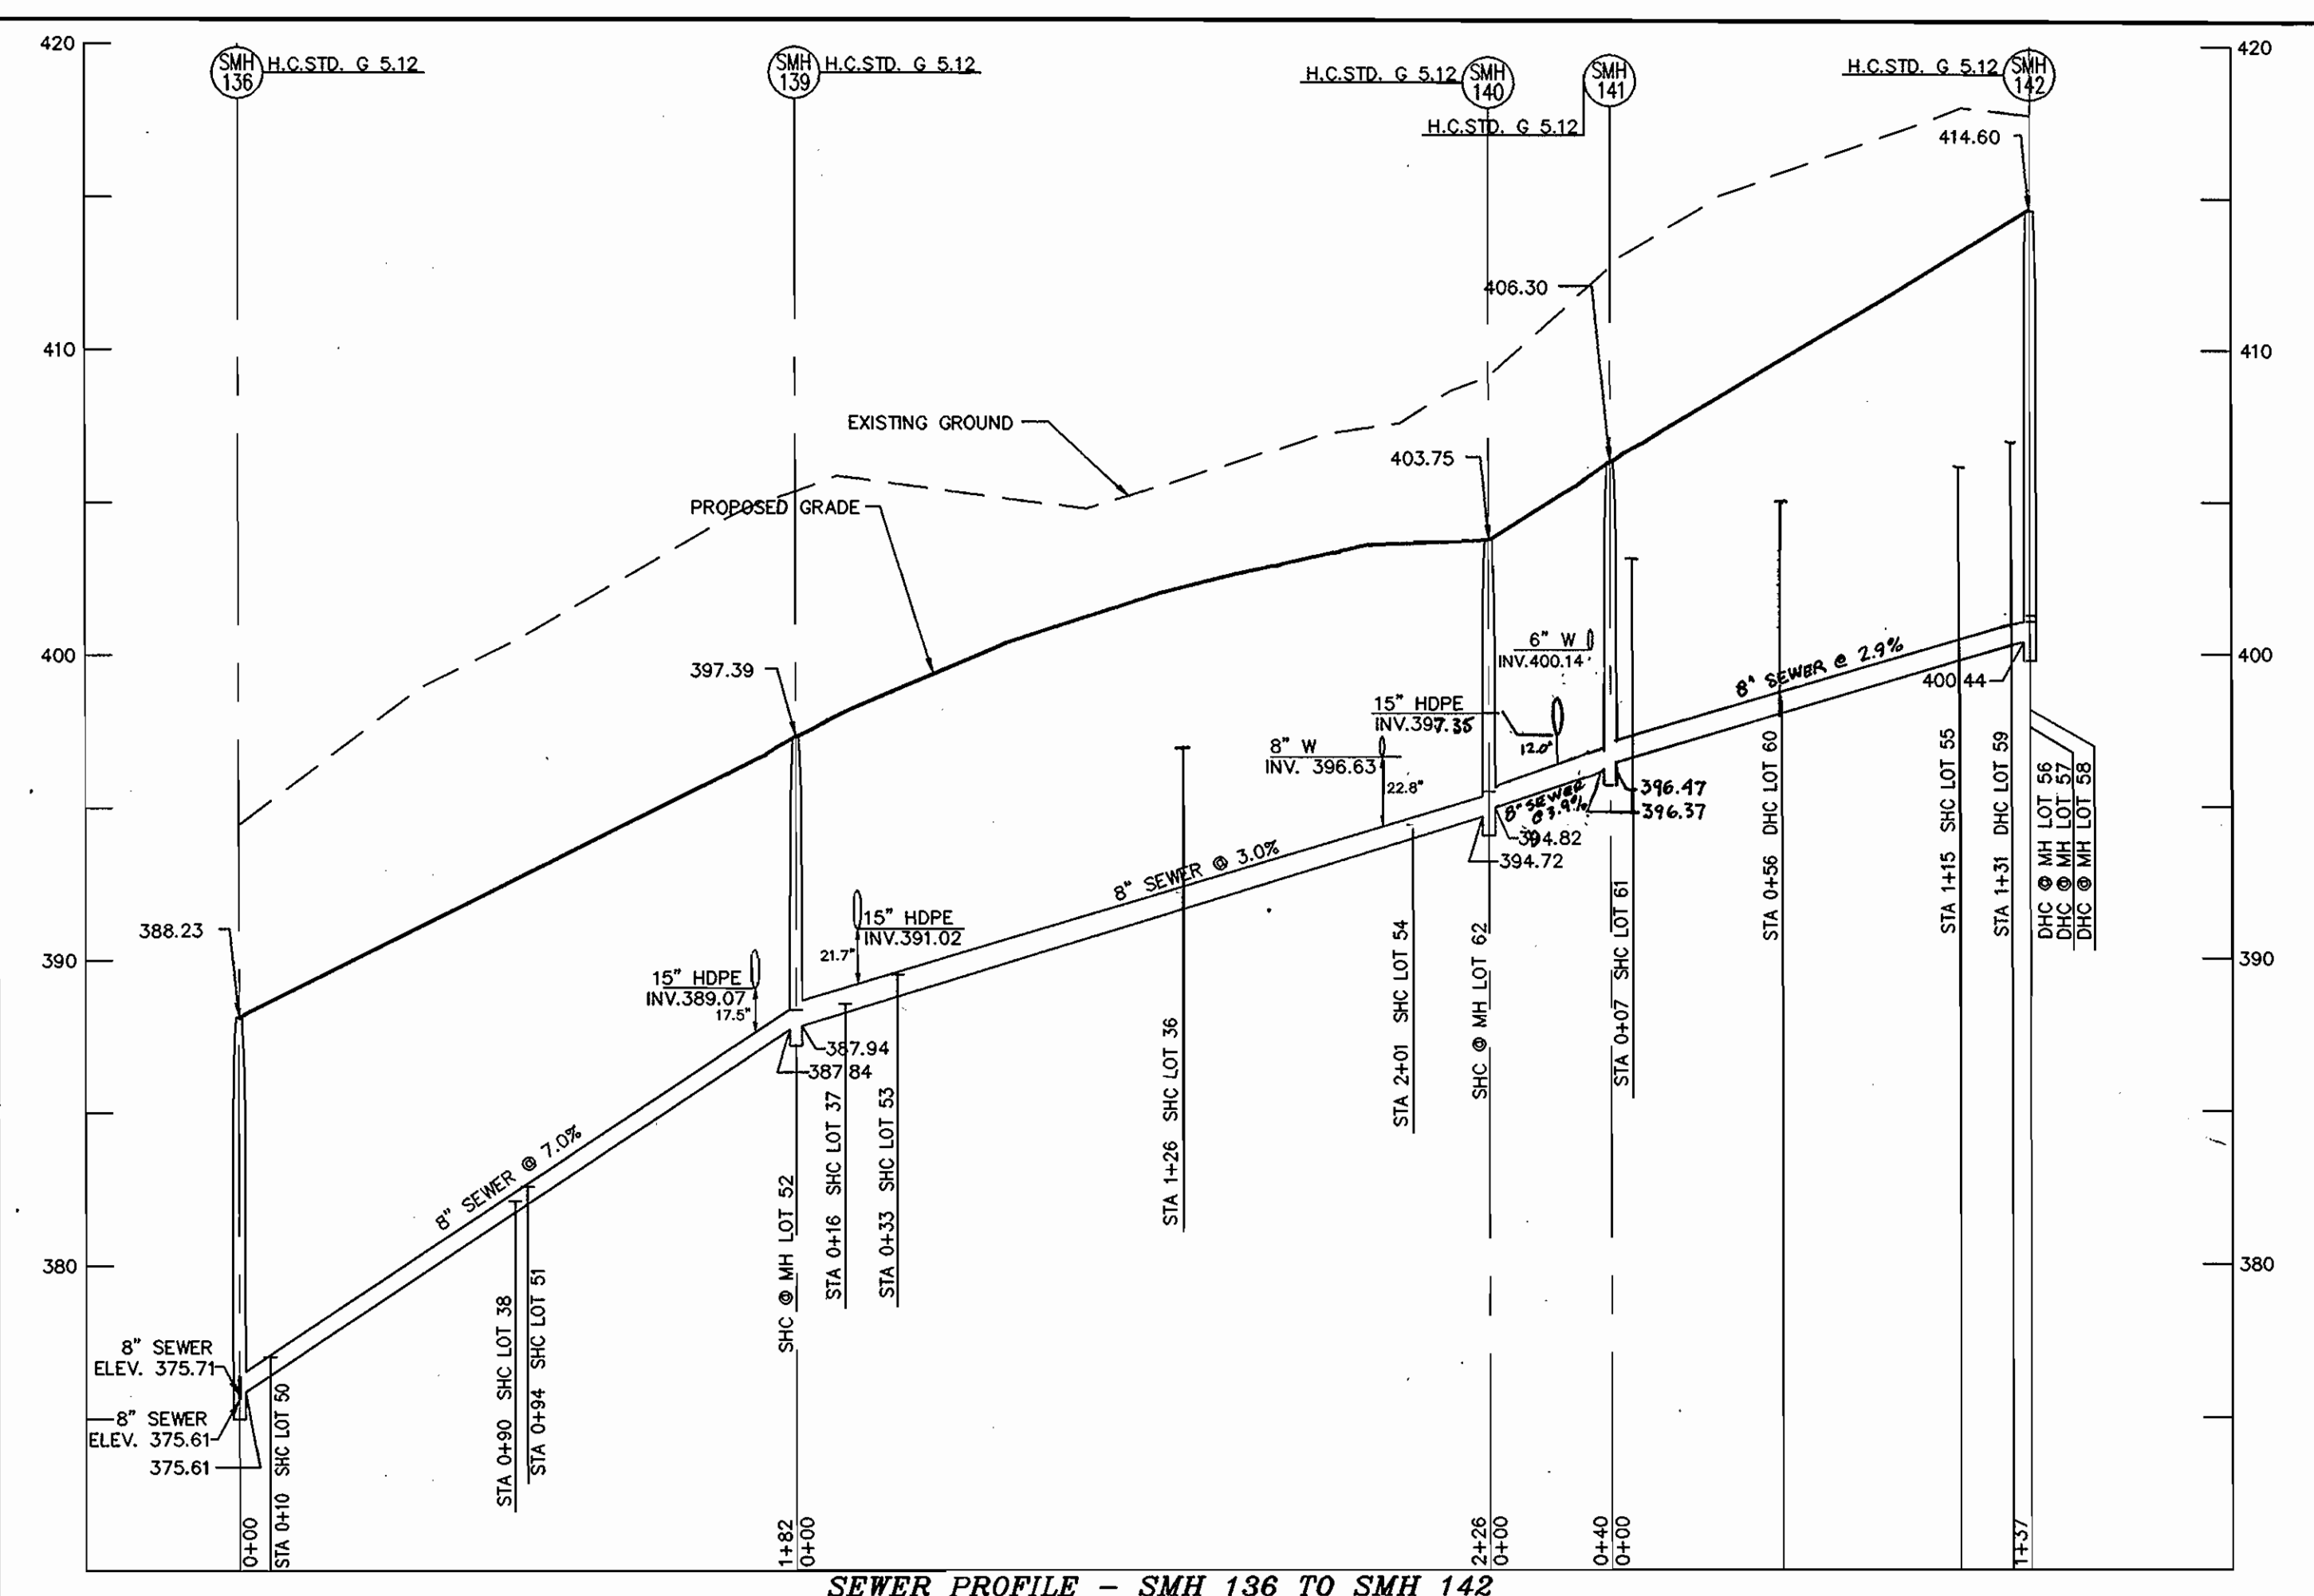 420
SMH
136
H.C.STD. G 5.12
SMH
139
H.C.STD. G 5.12
H.C.STD. G 5.12
SMH
140
SMH
141
H.C.STD. G 5.12
H.C.STD. G 5.12
SMH
142
420
414.60
406.30
410
410
EXISTING GROUND
403.75
PROPOSED GRADE
400
397.39
6" W
INV.400.14
8" SEWER @ 2.9%
400.44
400
15" HDPE
INV.397.35
12.0"
8" W
INV. 396.63
22.8"
8" SEWER
@ 3.9%
396.47
396.37
394.82
394.72
8" SEWER @ 3.0%
388.23
15" HDPE
INV.391.02
21.7"
390
390
15" HDPE
INV.389.07
17.5"
387.94
387.84
8" SEWER @ 7.0%
380
380
8" SEWER
ELEV. 375.71
8" SEWER
ELEV. 375.61
375.61
STA 0+10 SHC LOT 50
STA 0+90 SHC LOT 38
STA 0+94 SHC LOT 51
SHC @ MH LOT 52
STA 0+16 SHC LOT 37
STA 0+33 SHC LOT 53
STA 1+26 SHC LOT 36
STA 2+01 SHC LOT 54
SHC @ MH LOT 62
STA 0+07 SHC LOT 61
STA 0+56 DHC LOT 60
STA 1+15 SHC LOT 55
STA 1+31 DHC LOT 59
DHC @ MH LOT 56
DHC @ MH LOT 57
DHC @ MH LOT 58
0+00
1+82
0+00
2+26
0+00
0+40
0+00
1+37
SEWER PROFILE - SMH 136 TO SMH 142